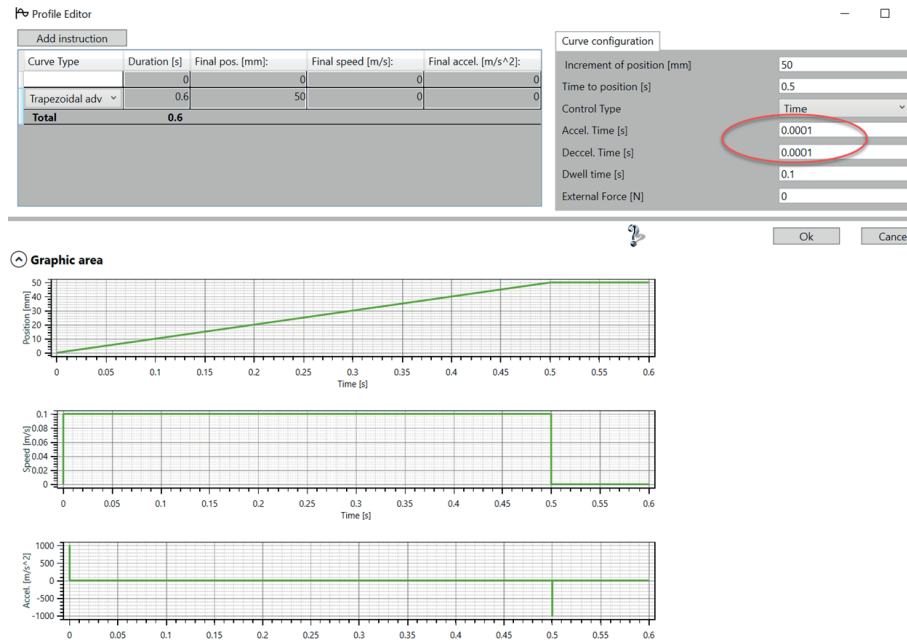 Profile Editor
Add instruction
Curve Type Duration [s] Final pos. [mm]: Final speed [m/s]: Final accel. [m/s^2]:
0 0 0 0
Trapezoidal adv 0.6 50 0 0
Total 0.6
Curve configuration
Increment of position [mm] 50
Time to position [s] 0.5
Control Type Time
Accel. Time [s] 0.0001
Deccel. Time [s] 0.0001
Dwell time [s] 0.1
External Force [N] 0
Ok Cance
Graphic area
Position [mm]
50
40
30
20
10
0
0 0.05 0.1 0.15 0.2 0.25 0.3 0.35 0.4 0.45 0.5 0.55 0.6
Time [s]
Speed [m/s]
0.1
0.08
0.06
0.04
0.02
0
0 0.05 0.1 0.15 0.2 0.25 0.3 0.35 0.4 0.45 0.5 0.55 0.6
Time [s]
Accel. [m/s^2]
1000
500
0
-500
-1000
0 0.05 0.1 0.15 0.2 0.25 0.3 0.35 0.4 0.45 0.5 0.55 0.6